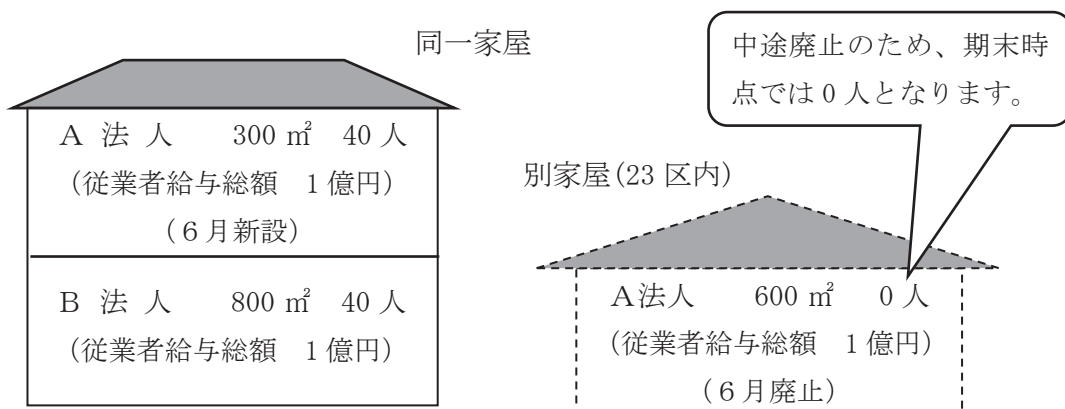 同一家屋
中途廃止のため、期末時
点では0人となります。
A 法 人　300 ㎡　40 人
（従業者給与総額　1 億円）
（６月新設）
B 法 人　800 ㎡　40 人
（従業者給与総額　1 億円）
別家屋(23 区内)
A法人　600 ㎡　0 人
（従業者給与総額　1 億円）
（６月廃止）